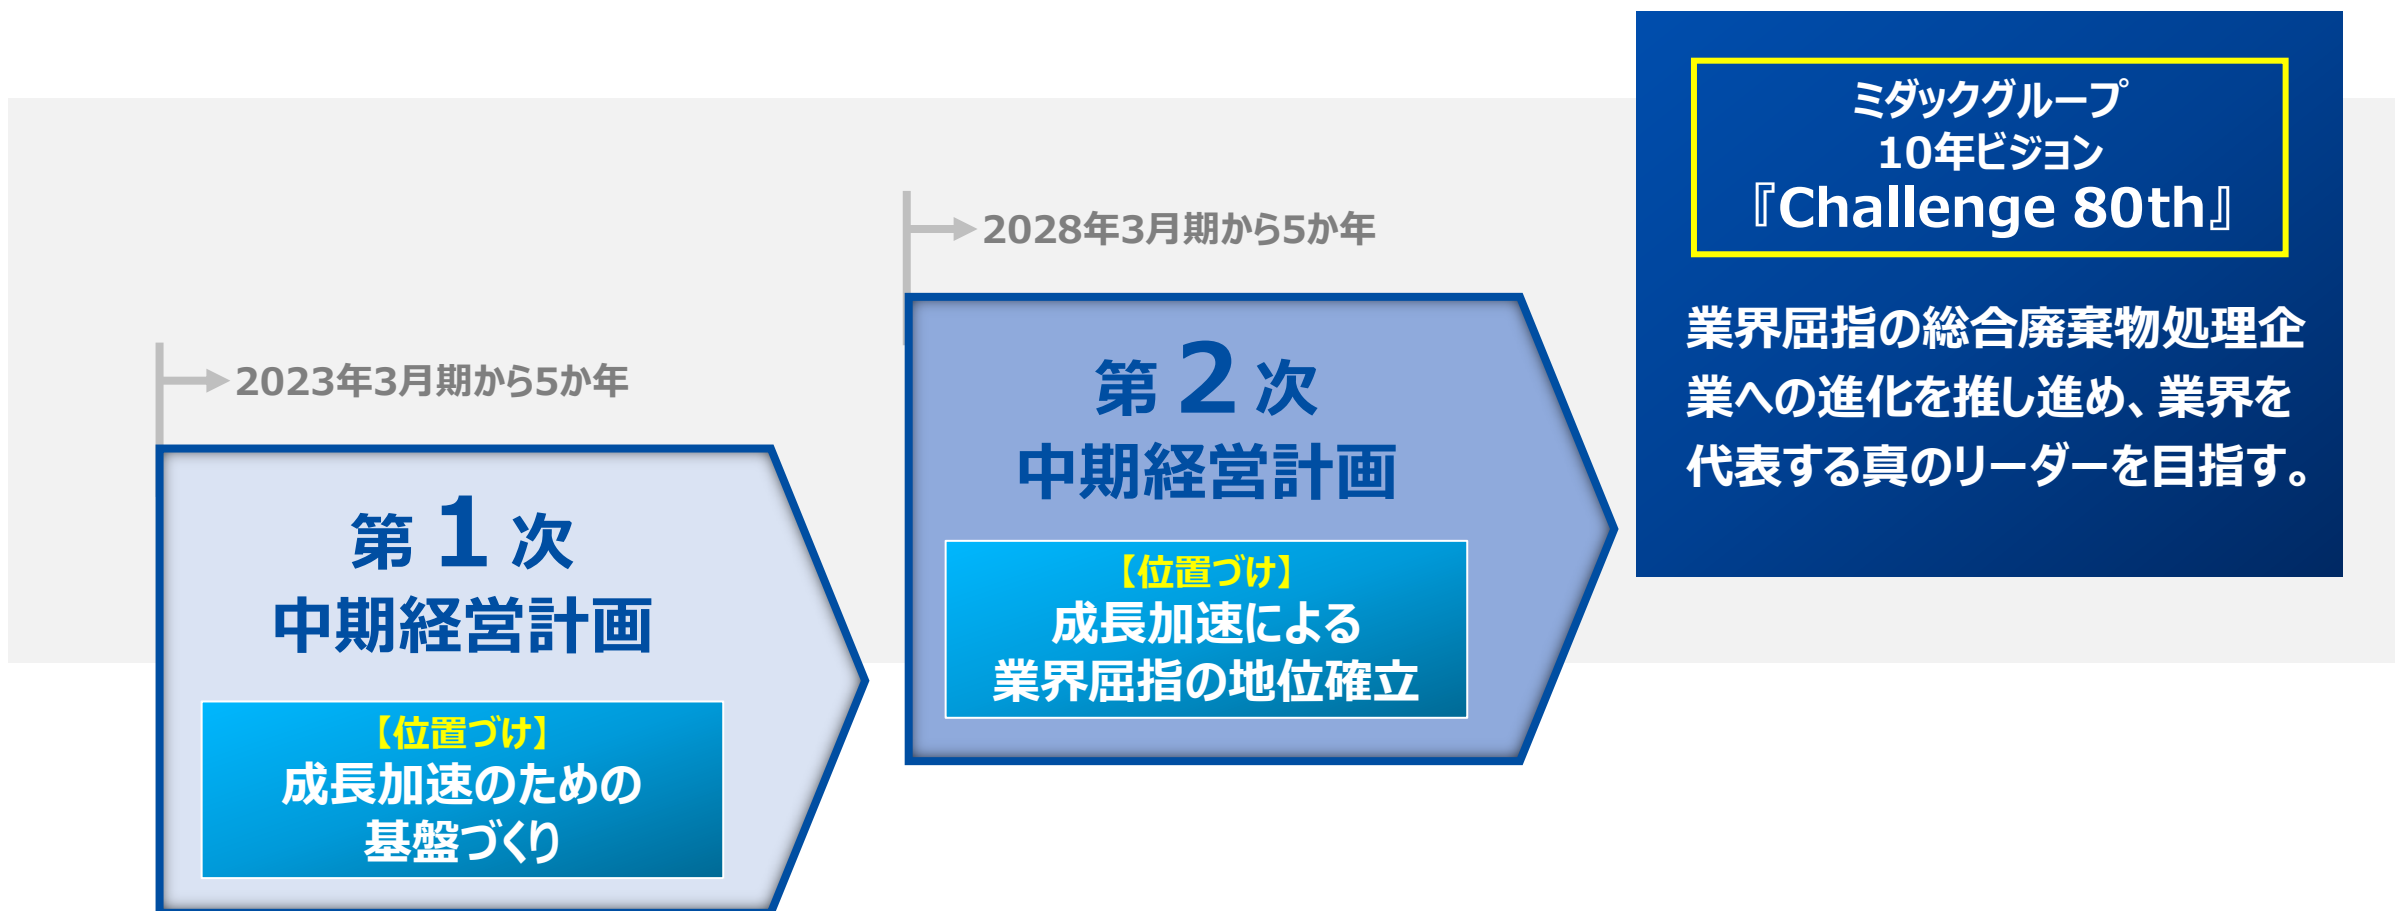 2023年3月期から5か年
第1次
中期経営計画
【位置づけ】
成長加速のための
基盤づくり
2028年3月期から5か年
第2次
中期経営計画
【位置づけ】
成長加速による
業界屈指の地位確立
ミダックグループ
10年ビジョン
『Challenge 80th』
業界屈指の総合廃棄物処理企
業への進化を推し進め、業界を
代表する真のリーダーを目指す。